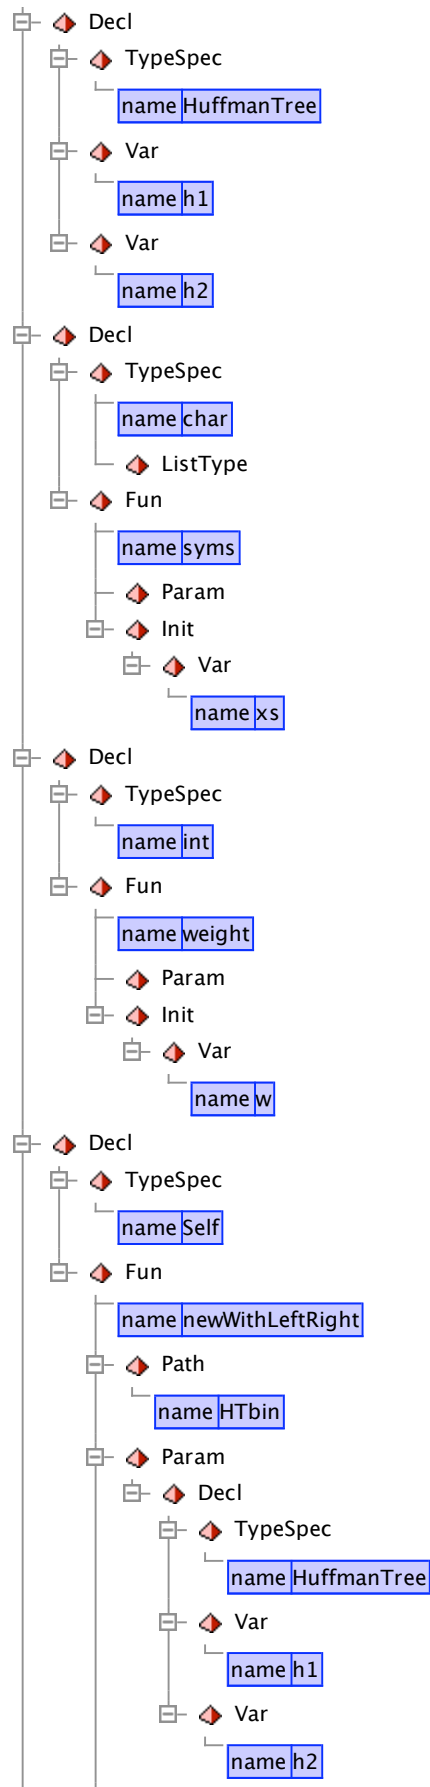 Decl
TypeSpec
name HuffmanTree
Var
name h1
Var
name h2
Decl
TypeSpec
name char
ListType
Fun
name syms
Param
Init
Var
name xs
Decl
TypeSpec
name int
Fun
name weight
Param
Init
Var
name w
Decl
TypeSpec
name Self
Fun
name newWithLeftRight
Path
name HTbin
Param
Decl
TypeSpec
name HuffmanTree
Var
name h1
Var
name h2